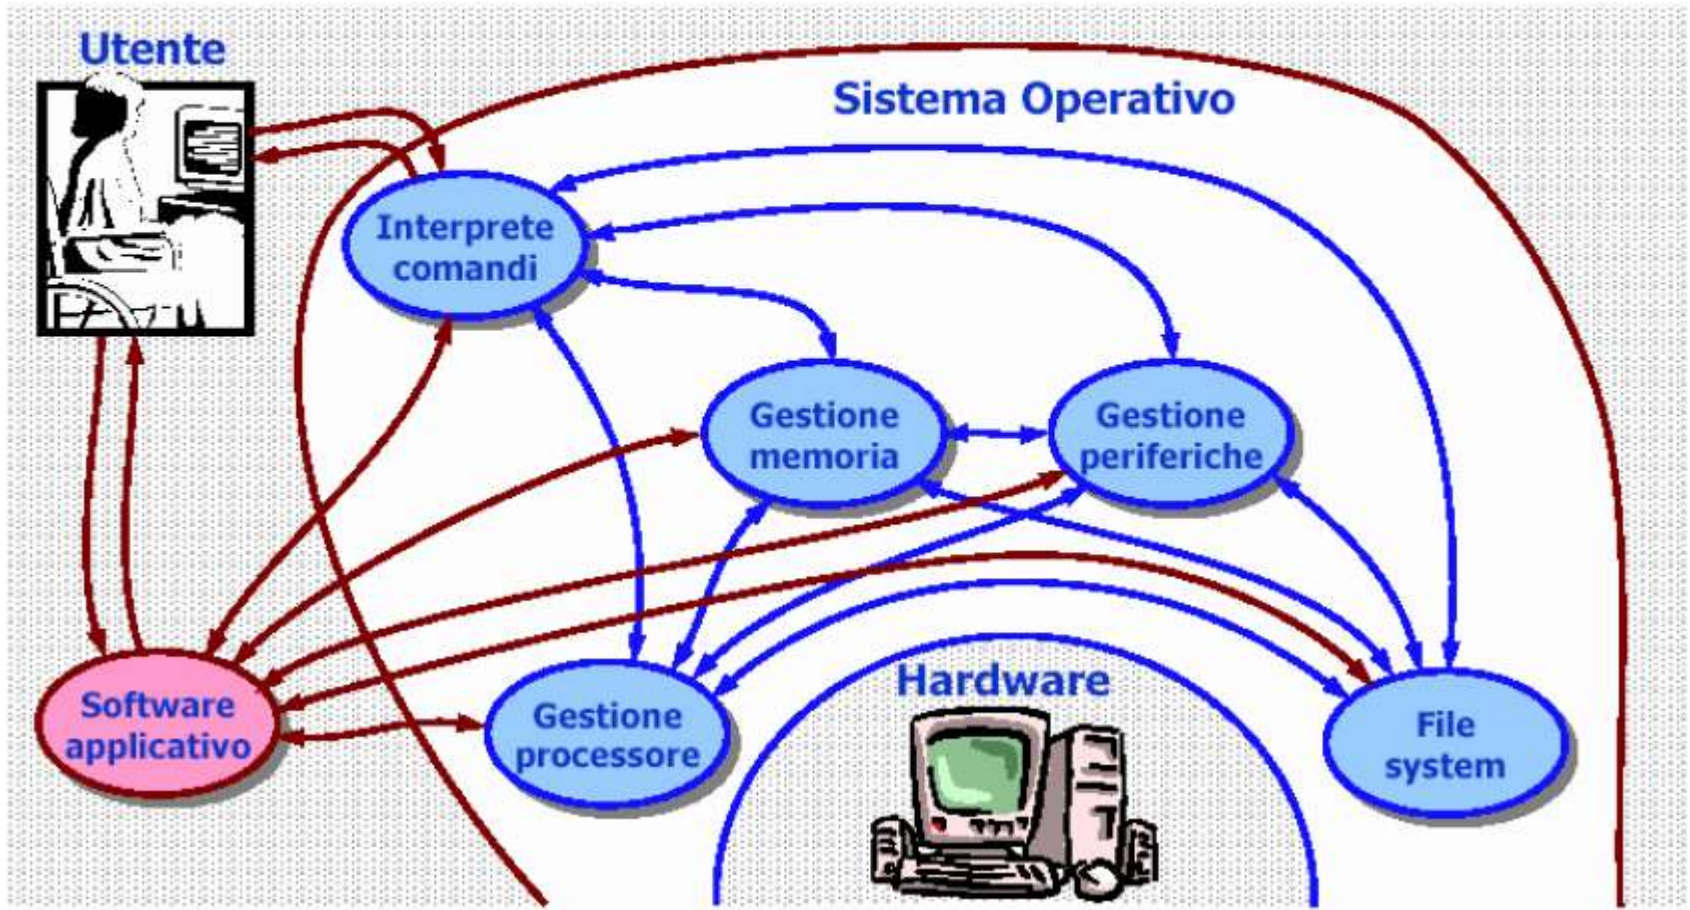 Utente
Sistema Operativo
Interprete
comandi
Gestione
memoria
Gestione
periferiche
Hardware
Software
applicativo
Gestione
processore
File
system